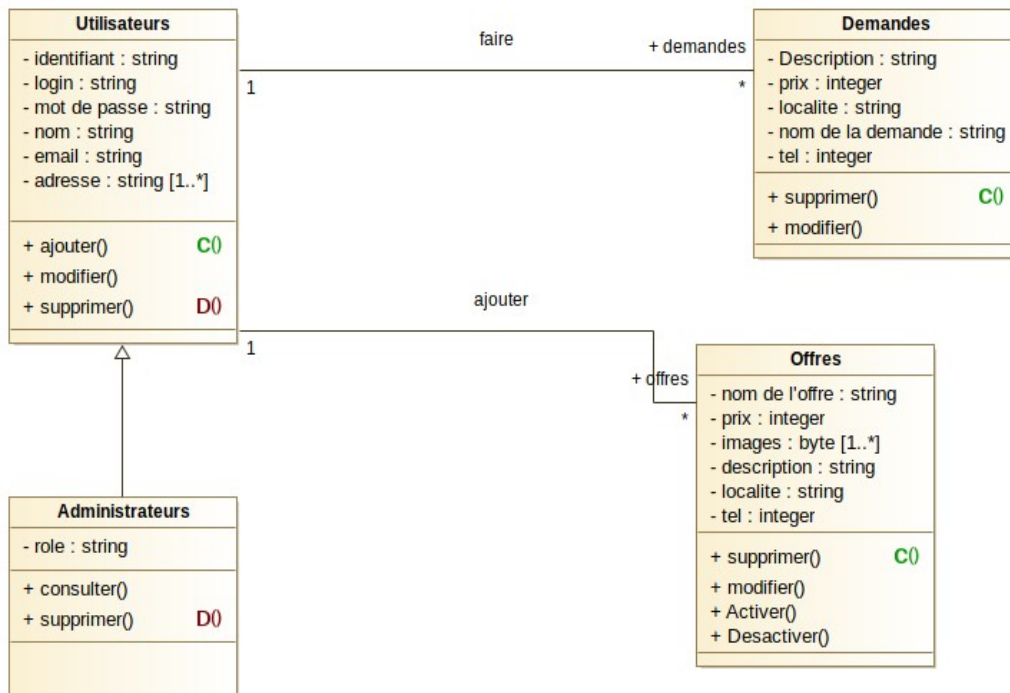 Utilisateurs
- identifiant : string
- login : string
- mot de passe : string
- nom : string
- email : string
- adresse : string [1..*]
+ ajouter() C()
+ modifier()
+ supprimer() D()
faire
1
+ demandes
*
Demandes
- Description : string
- prix : integer
- localite : string
- nom de la demande : string
- tel : integer
+ supprimer() C()
+ modifier()
ajouter
1
+ offres
*
Offres
- nom de l'offre : string
- prix : integer
- images : byte [1..*]
- description : string
- localite : string
- tel : integer
+ supprimer() C()
+ modifier()
+ Activer()
+ Desactiver()
Administrateurs
- role : string
+ consulter()
+ supprimer() D()